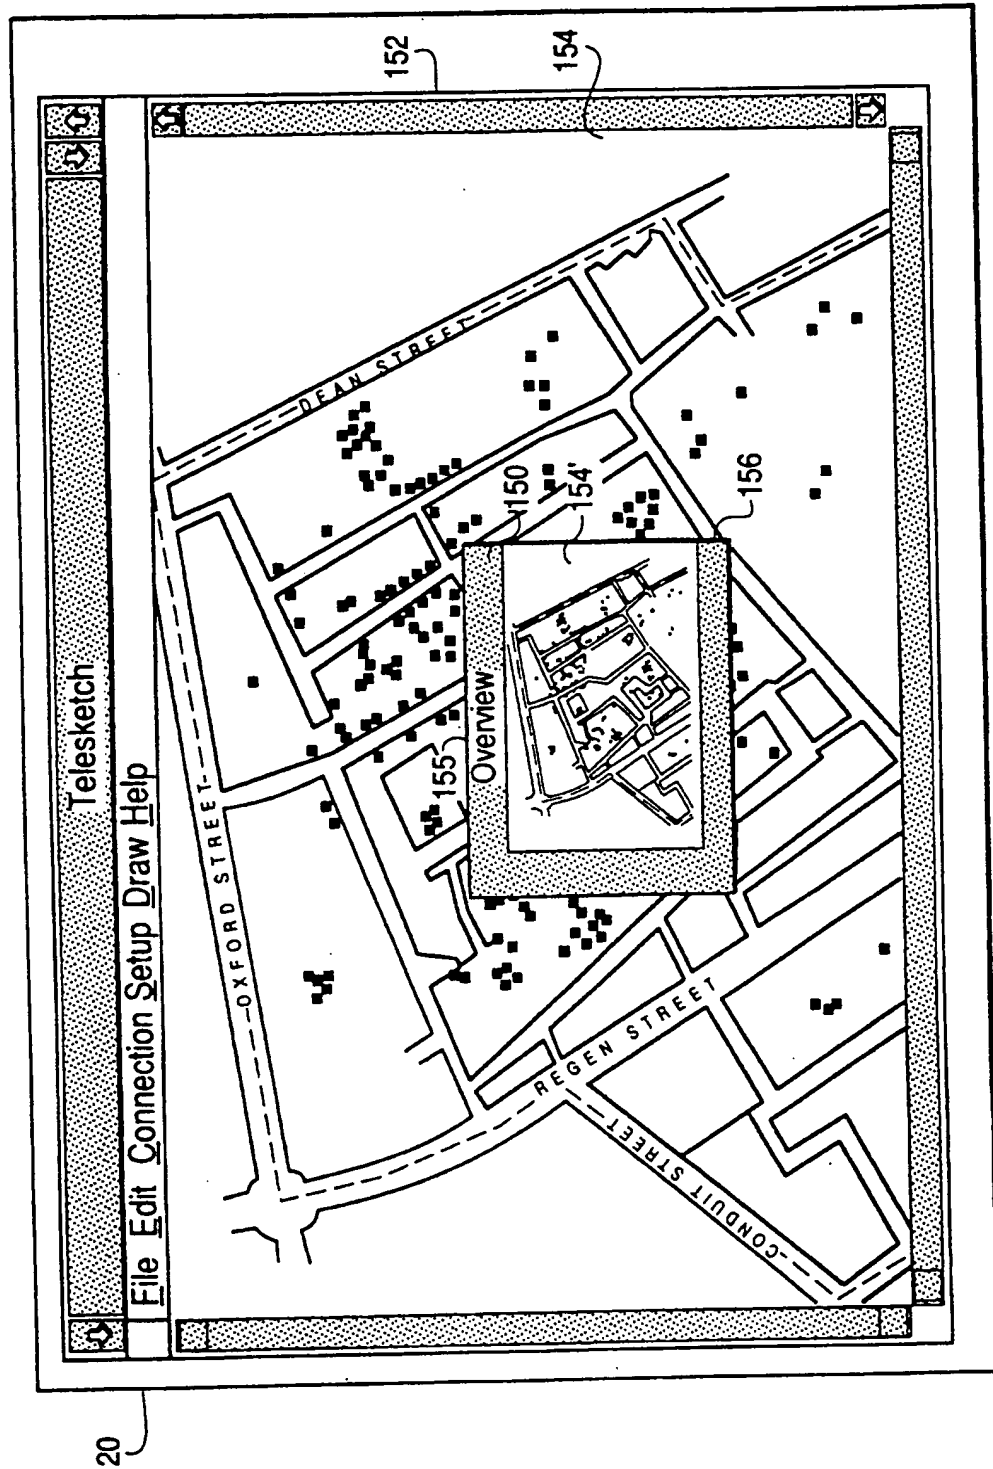 Telesketch
File Edit Connection Setup Draw Help
20
152
154
OXFORD STREET
DEAN STREET
150
154'
155
Overview
156
REGEN STREET
CONDUIT STREET